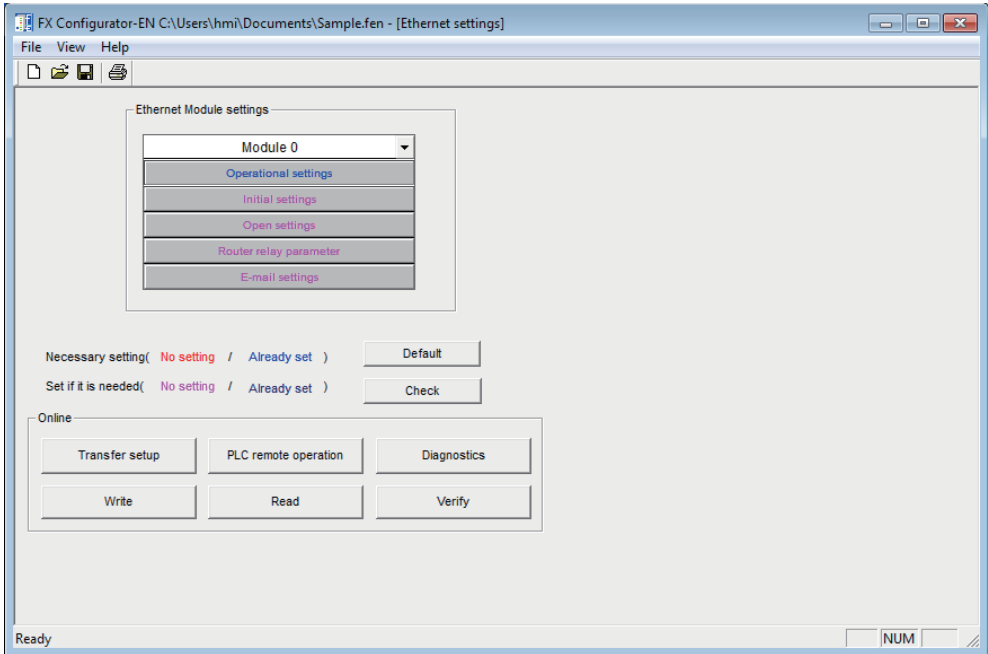 FX Configurator-EN C:\Users\hmi\Documents\Sample.fen - [Ethernet settings]
File View Help
Ethernet Module settings
Module 0
Operational settings
Initial settings
Open settings
Router relay parameter
E-mail settings
Necessary setting( No setting / Already set )
Default
Set if it is needed( No setting / Already set )
Check
Online
Transfer setup PLC remote operation Diagnostics
Write Read Verify
Ready NUM